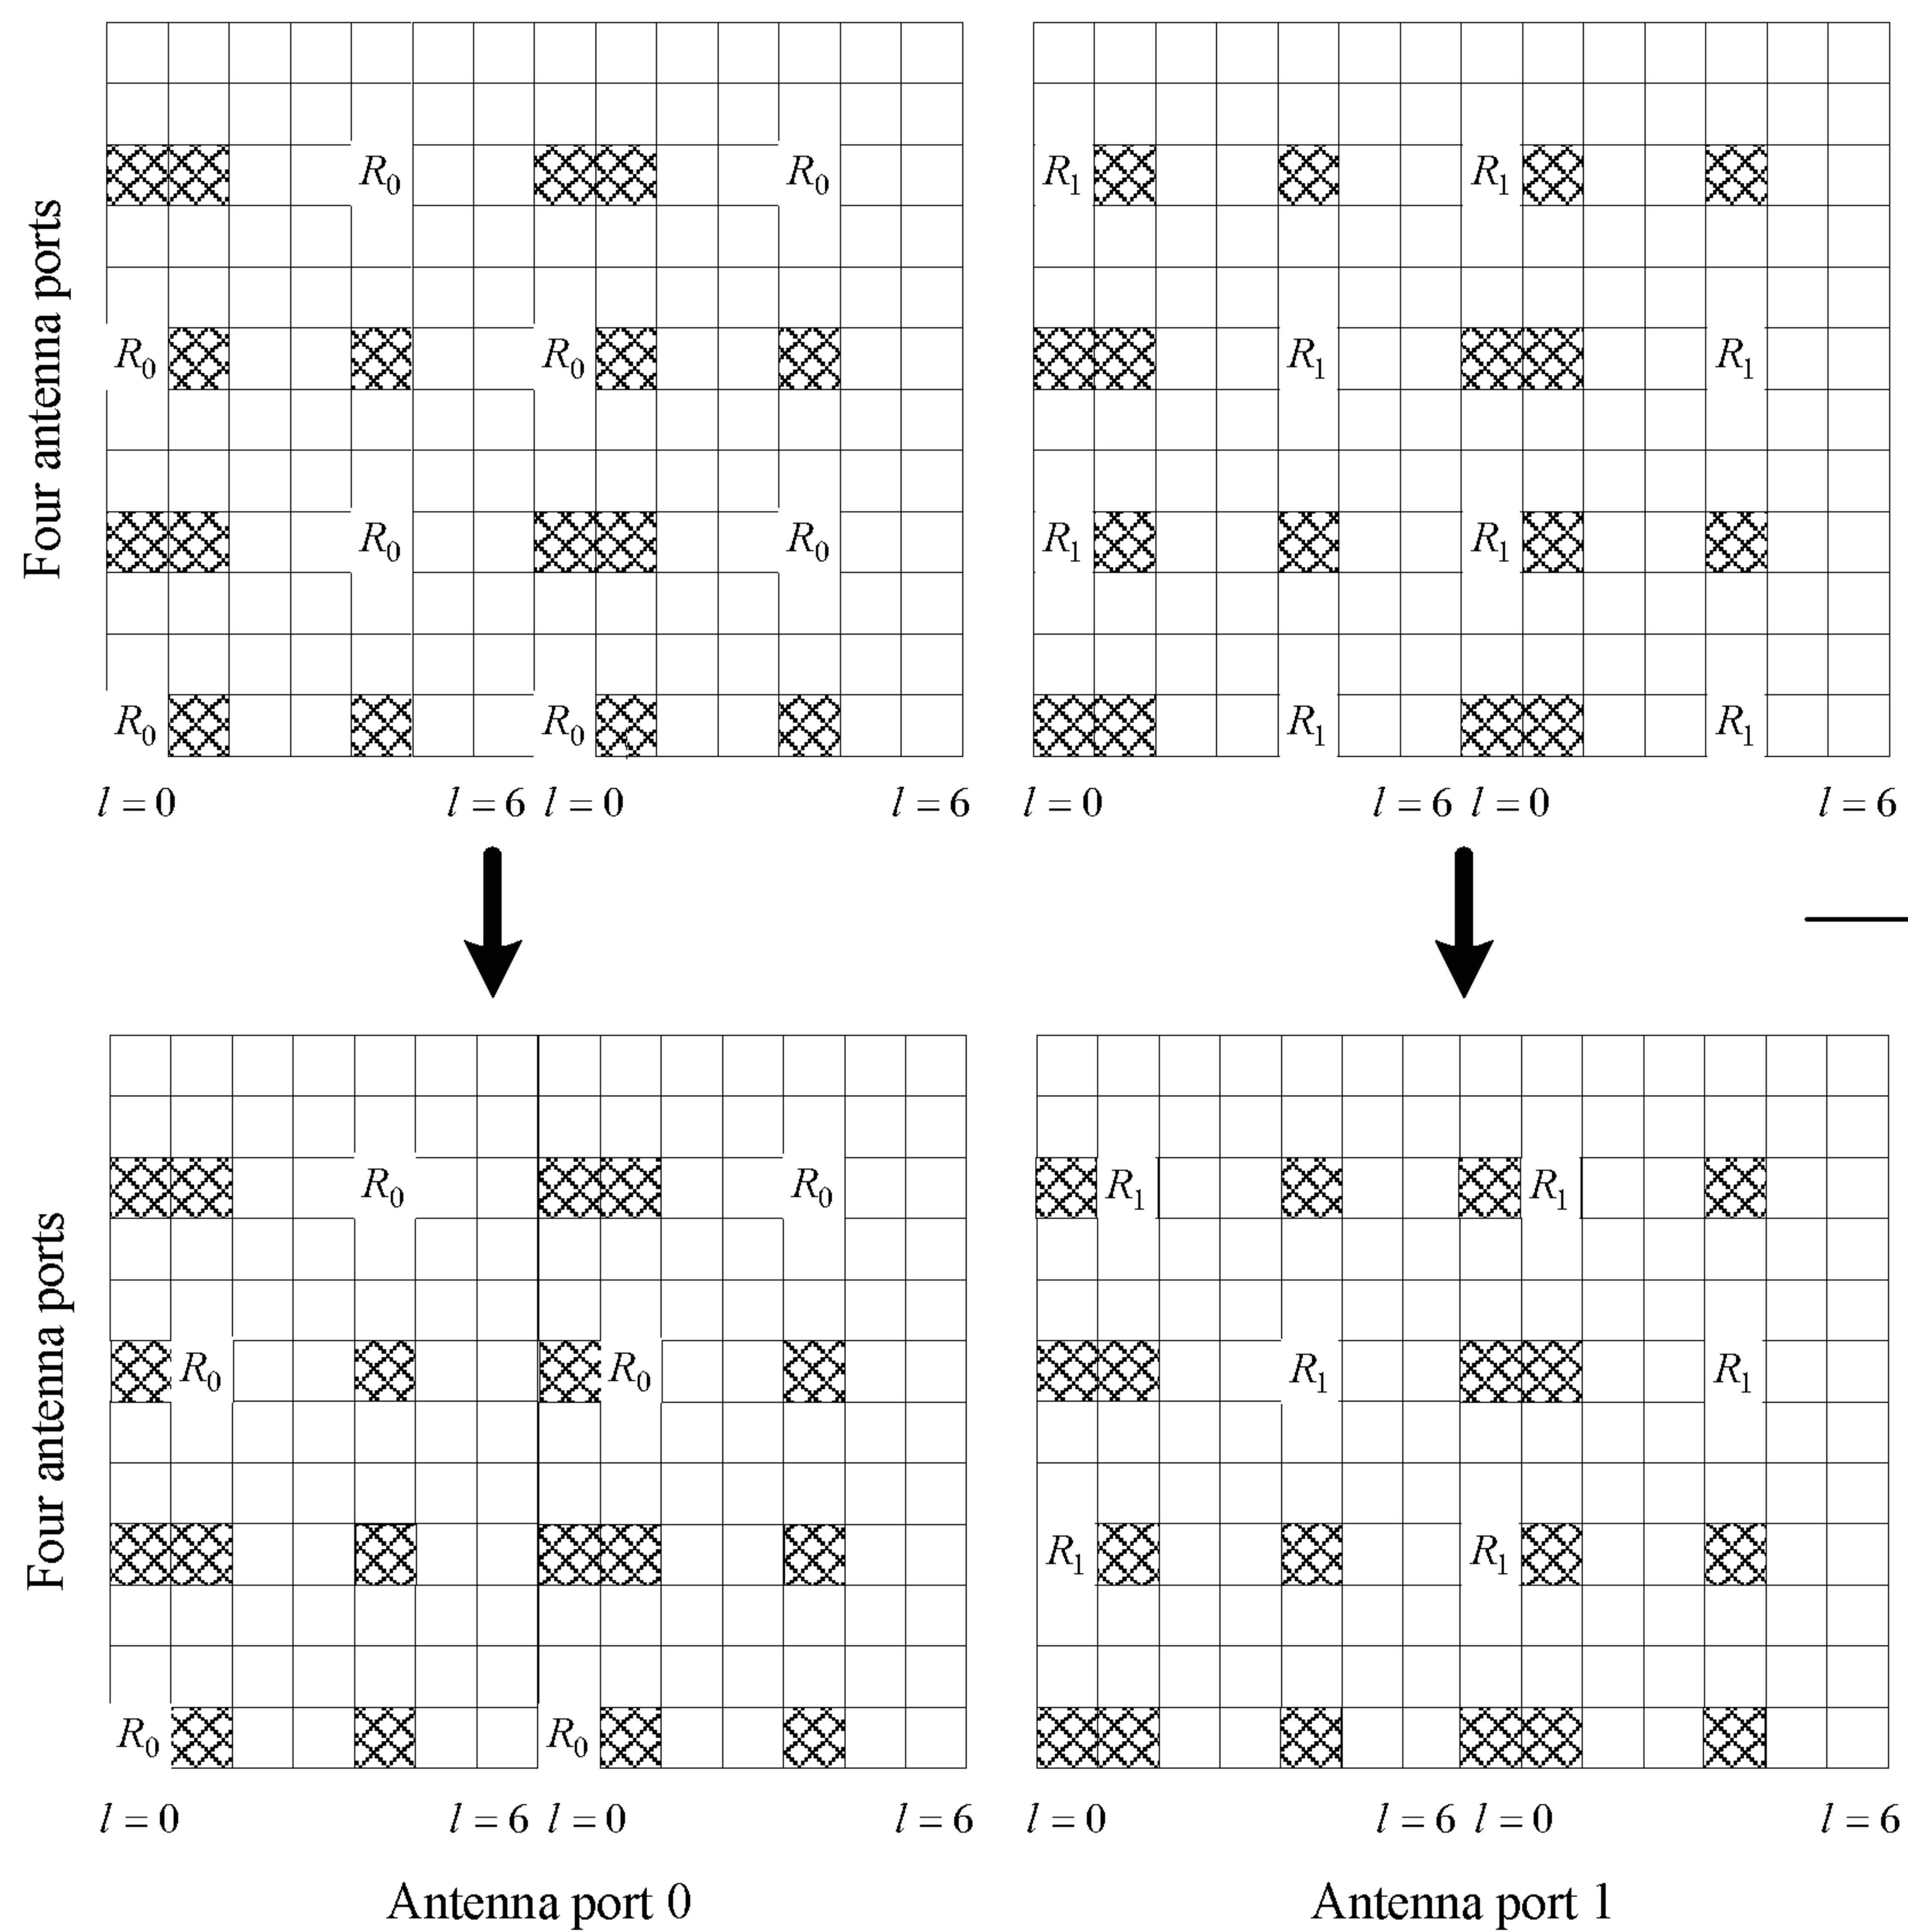 Four antenna ports
R0 R0
R0 R0
R0 R0
R0 R0
l = 0 l = 6 l = 0 l = 6
R1 R1
R1 R1
R1 R1
R1 R1
l = 0 l = 6 l = 0 l = 6
Four antenna ports
R0 R0
R0 R0
R0 R0
l = 0 l = 6 l = 0 l = 6
Antenna port 0
R1 R1
R1 R1
R1 R1
l = 0 l = 6 l = 0 l = 6
Antenna port 1